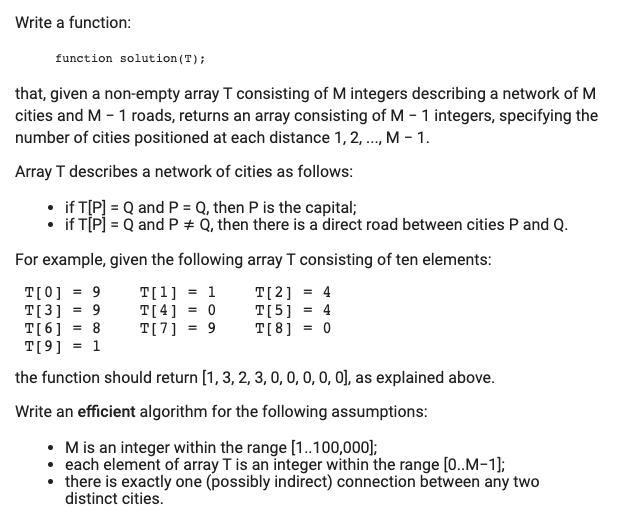 Write a function:
function solution(T);
that, given a non-empty array T consisting of M integers describing a network of M
cities and M − 1 roads, returns an array consisting of M − 1 integers, specifying the
number of cities positioned at each distance 1, 2, ..., M − 1.
Array T describes a network of cities as follows:
• if T[P] = Q and P = Q, then P is the capital;
• if T[P] = Q and P ≠ Q, then there is a direct road between cities P and Q.
For example, given the following array T consisting of ten elements:
T[0] = 9 T[1] = 1 T[2] = 4
T[3] = 9 T[4] = 0 T[5] = 4
T[6] = 8 T[7] = 9 T[8] = 0
T[9] = 1
the function should return [1, 3, 2, 3, 0, 0, 0, 0, 0], as explained above.
Write an efficient algorithm for the following assumptions:
• M is an integer within the range [1..100,000];
• each element of array T is an integer within the range [0..M−1];
• there is exactly one (possibly indirect) connection between any two
distinct cities.